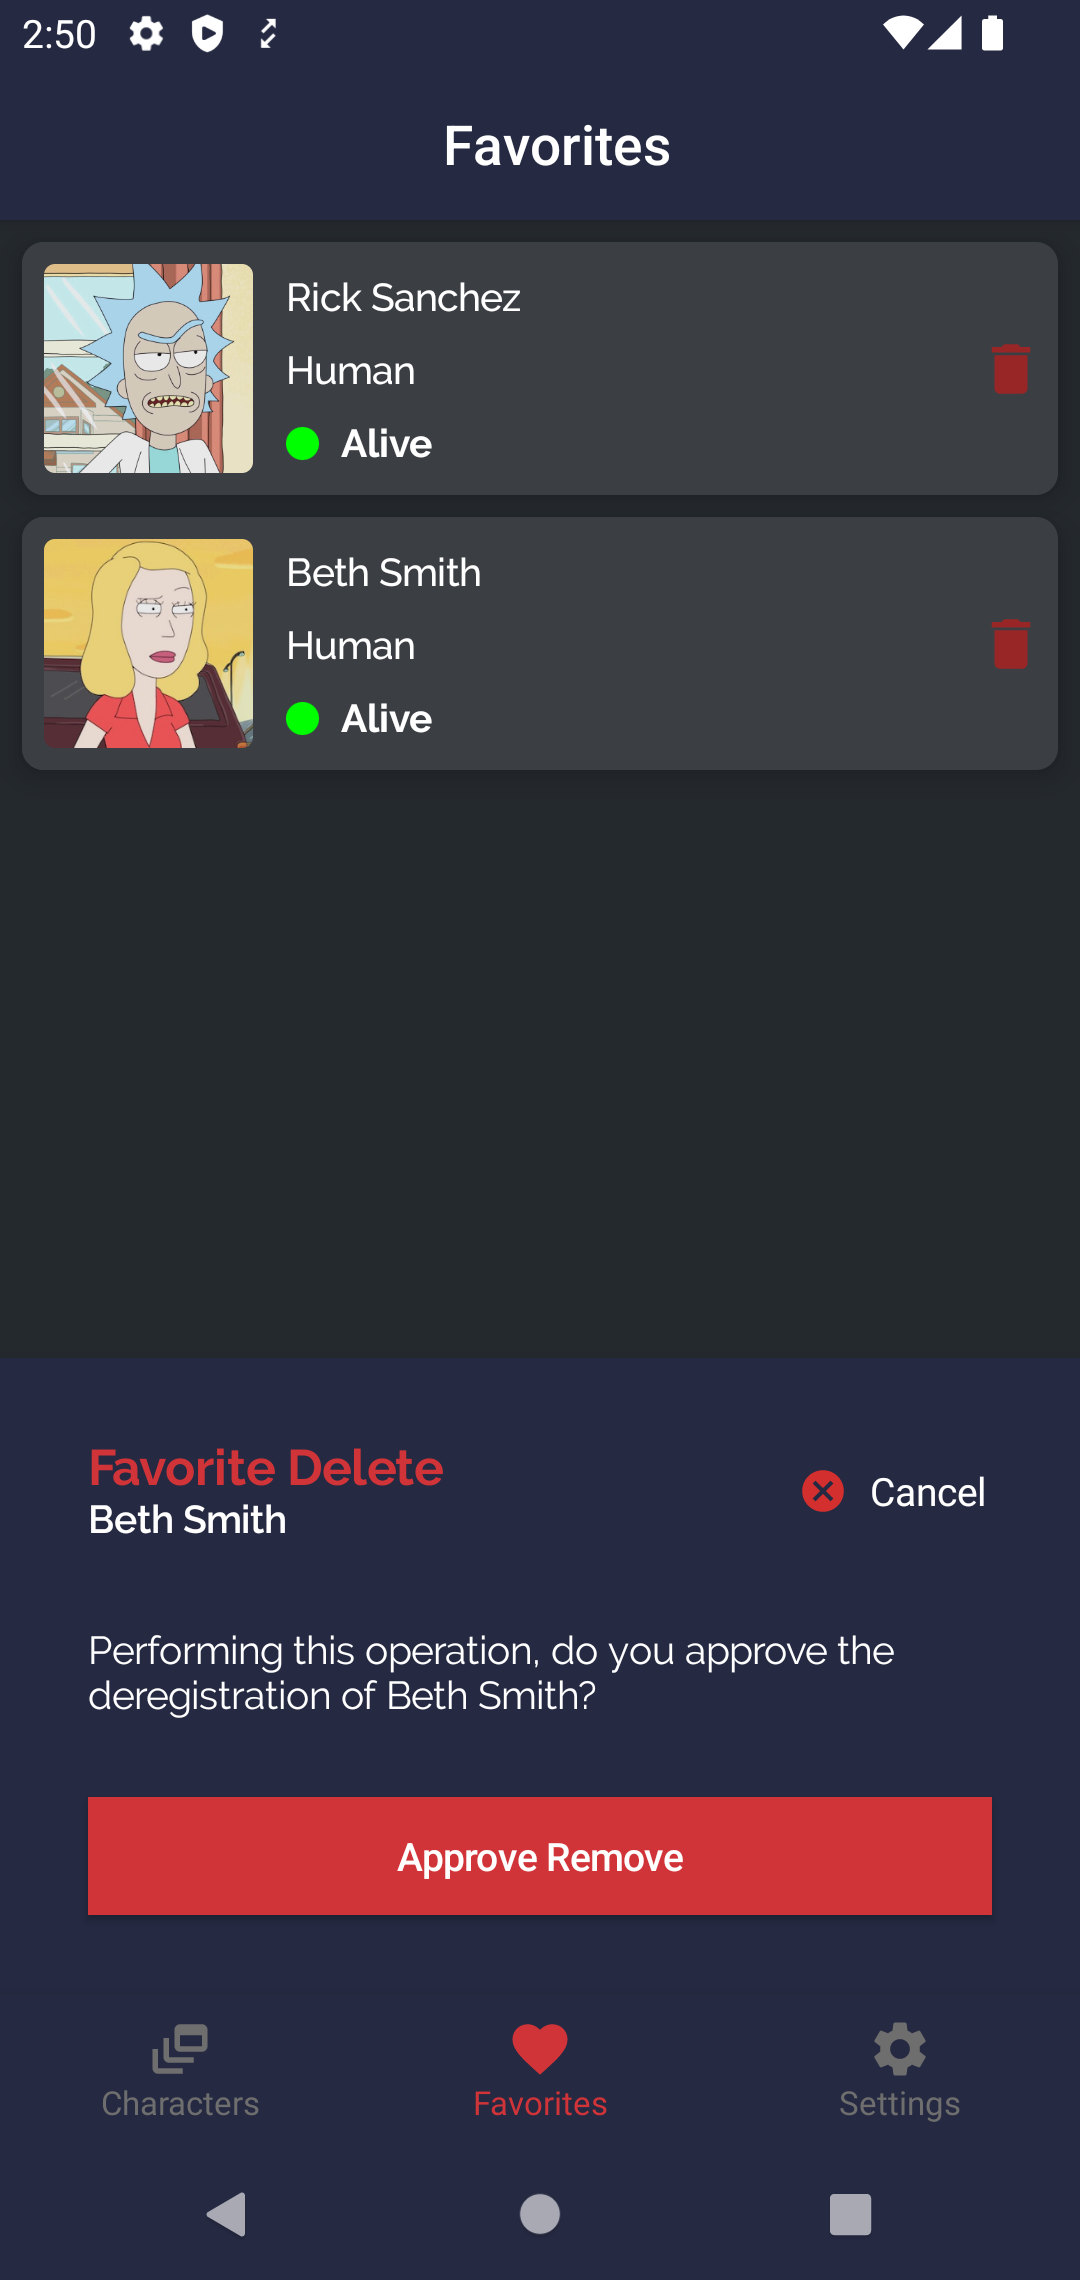 2:50
Favorites
Rick Sanchez
Human
Alive
Beth Smith
Human
Alive
Favorite Delete
Beth Smith
Cancel
Performing this operation, do you approve the
deregistration of Beth Smith?
Approve Remove
Characters
Favorites
Settings